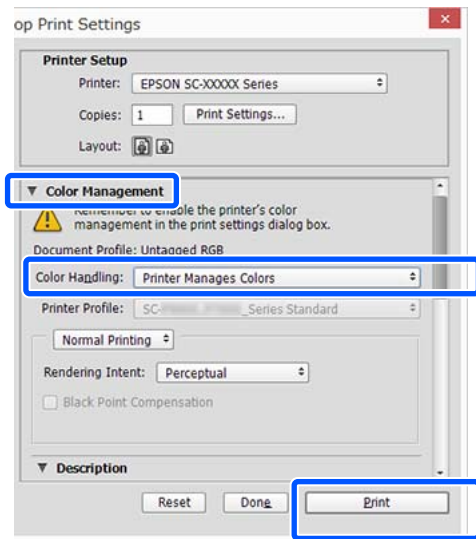 op Print Settings
Printer Setup
Printer: EPSON SC-XXXXX Series
Copies: 1 Print Settings...
Layout:
Color Management
Remember to enable the printer's color
management in the print settings dialog box.
Document Profile: Untagged RGB
Color Handling: Printer Manages Colors
Printer Profile: SC- _Series Standard
Normal Printing
Rendering Intent: Perceptual
Black Point Compensation
Description
Reset Done Print